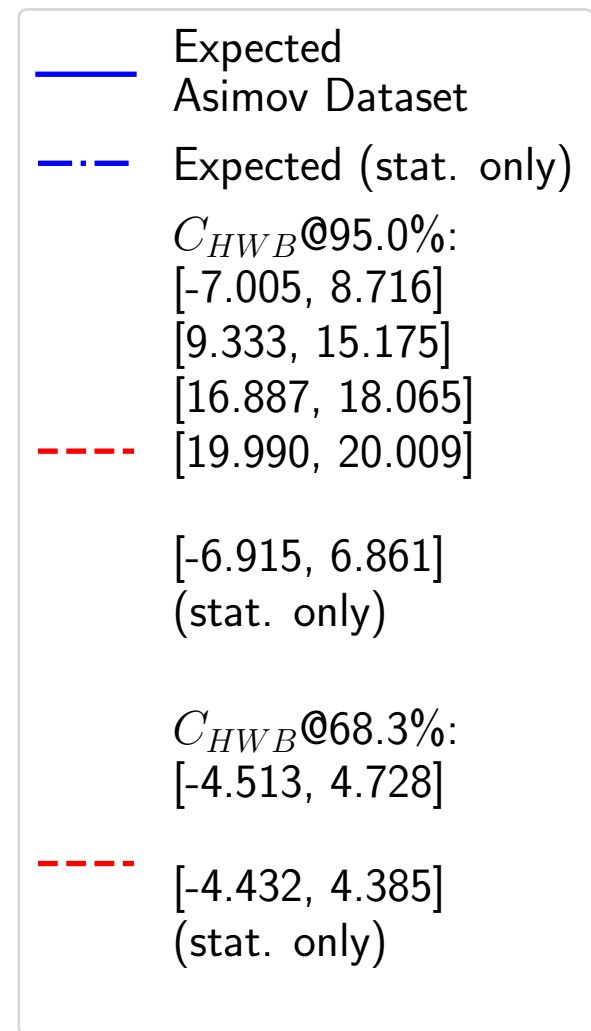 Expected
Asimov Dataset
Expected (stat. only)
$C_{HWB}$@95.0%:
[-7.005, 8.716]
[9.333, 15.175]
[16.887, 18.065]
[19.990, 20.009]
[-6.915, 6.861]
(stat. only)
$C_{HWB}$@68.3%:
[-4.513, 4.728]
[-4.432, 4.385]
(stat. only)